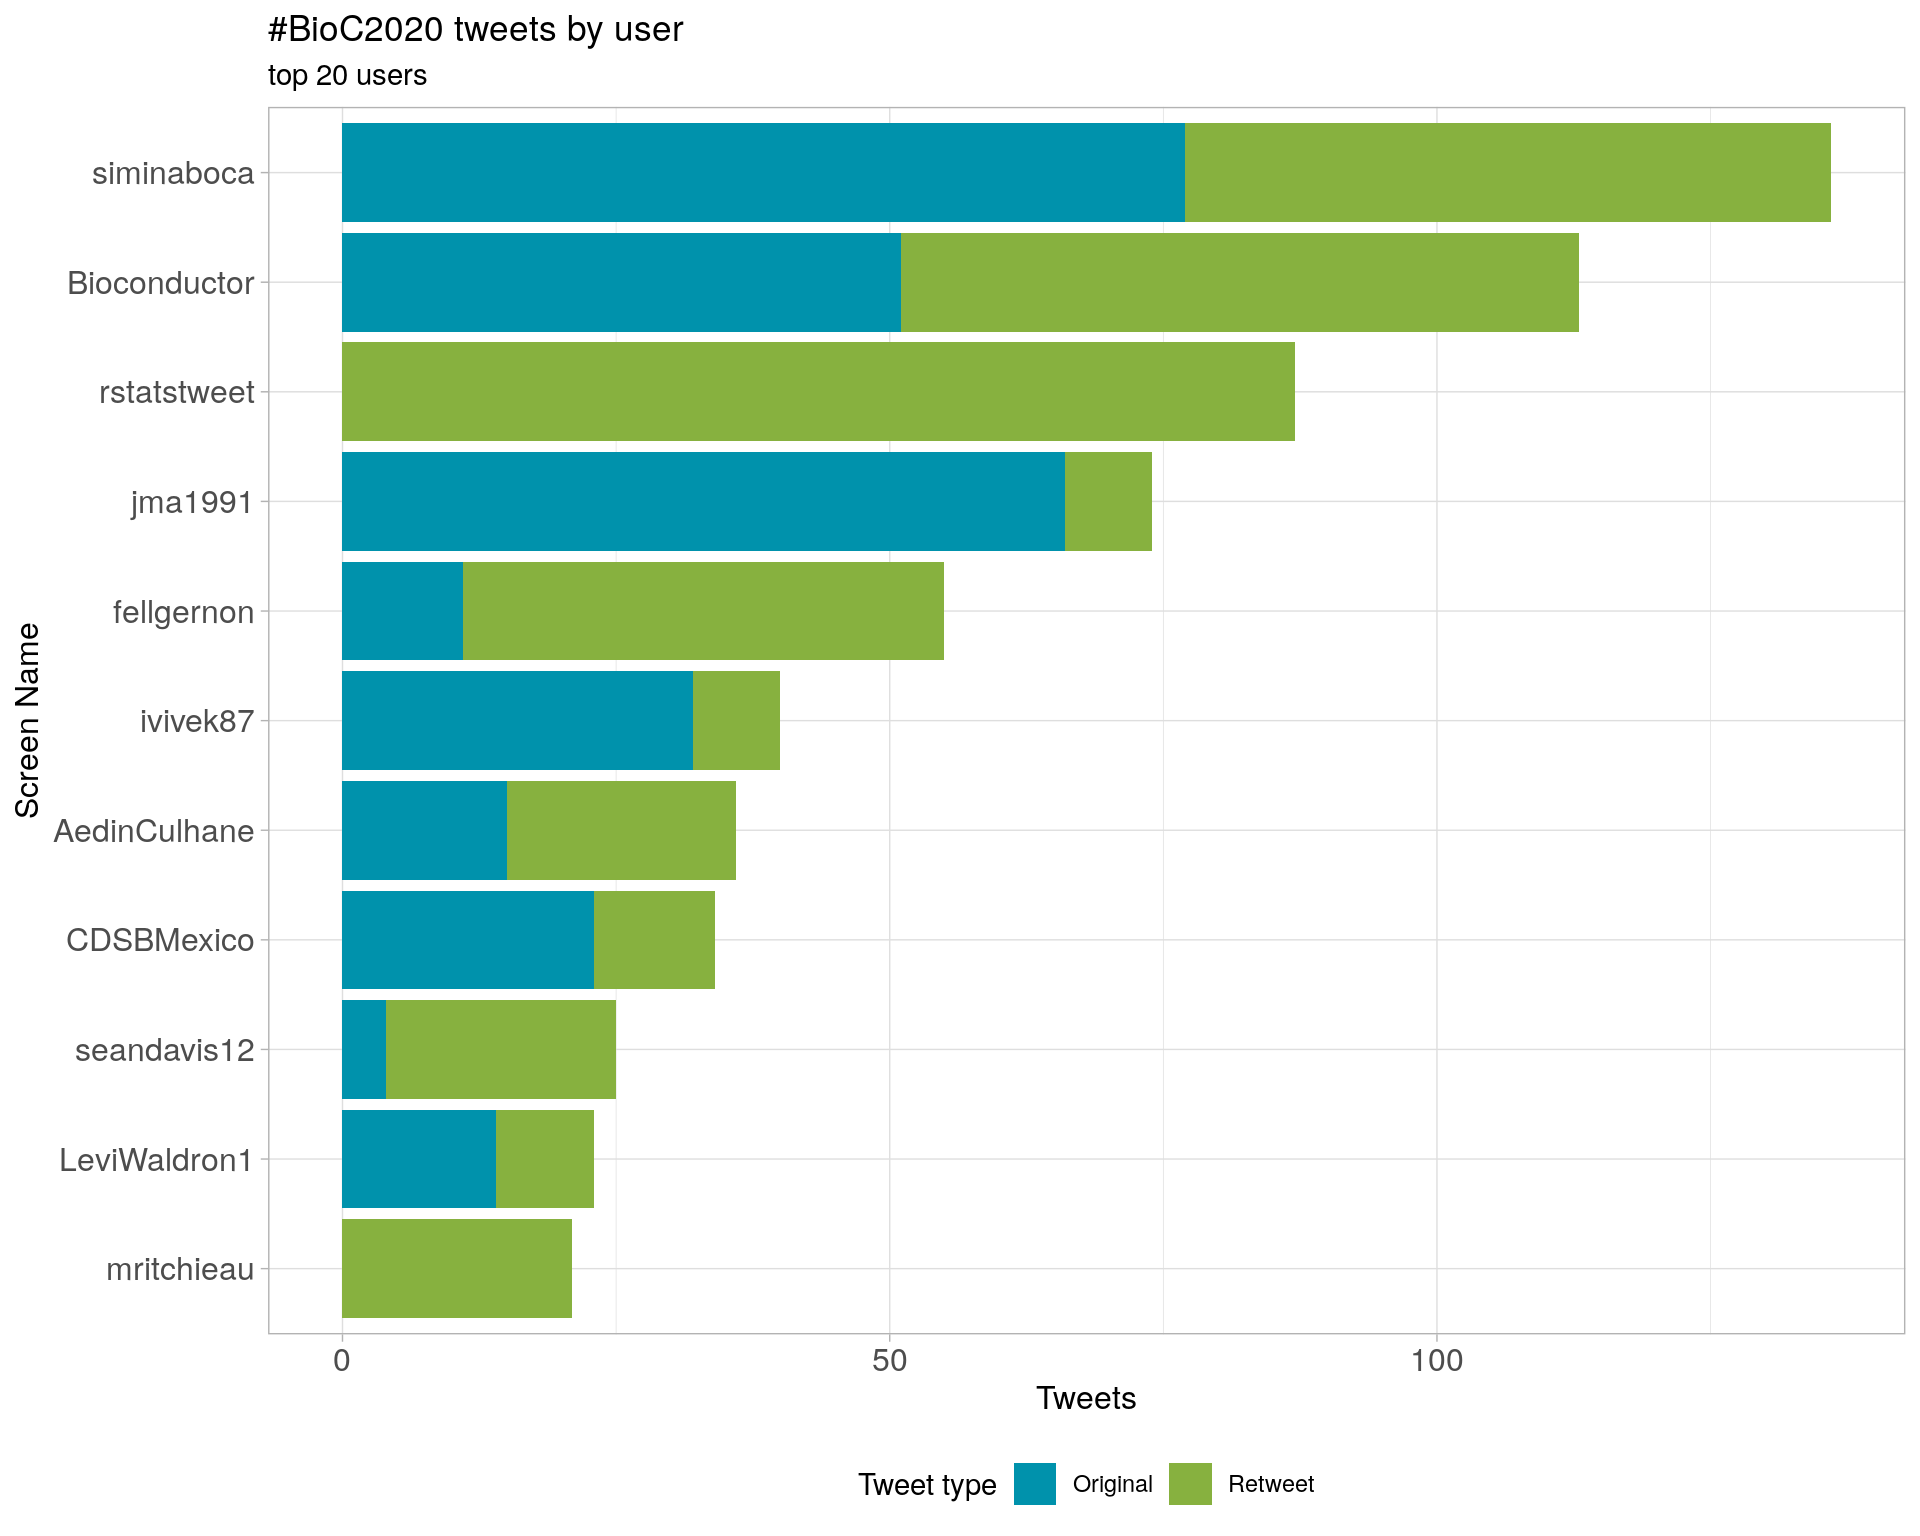 #BioC2020 tweets by user
top 20 users
Screen Name
siminaboca
Bioconductor
rstatstweet
jma1991
fellgernon
ivivek87
AedinCulhane
CDSBMexico
seandavis12
LeviWaldron1
mritchieau
0 50 100
Tweets
Tweet type Original Retweet